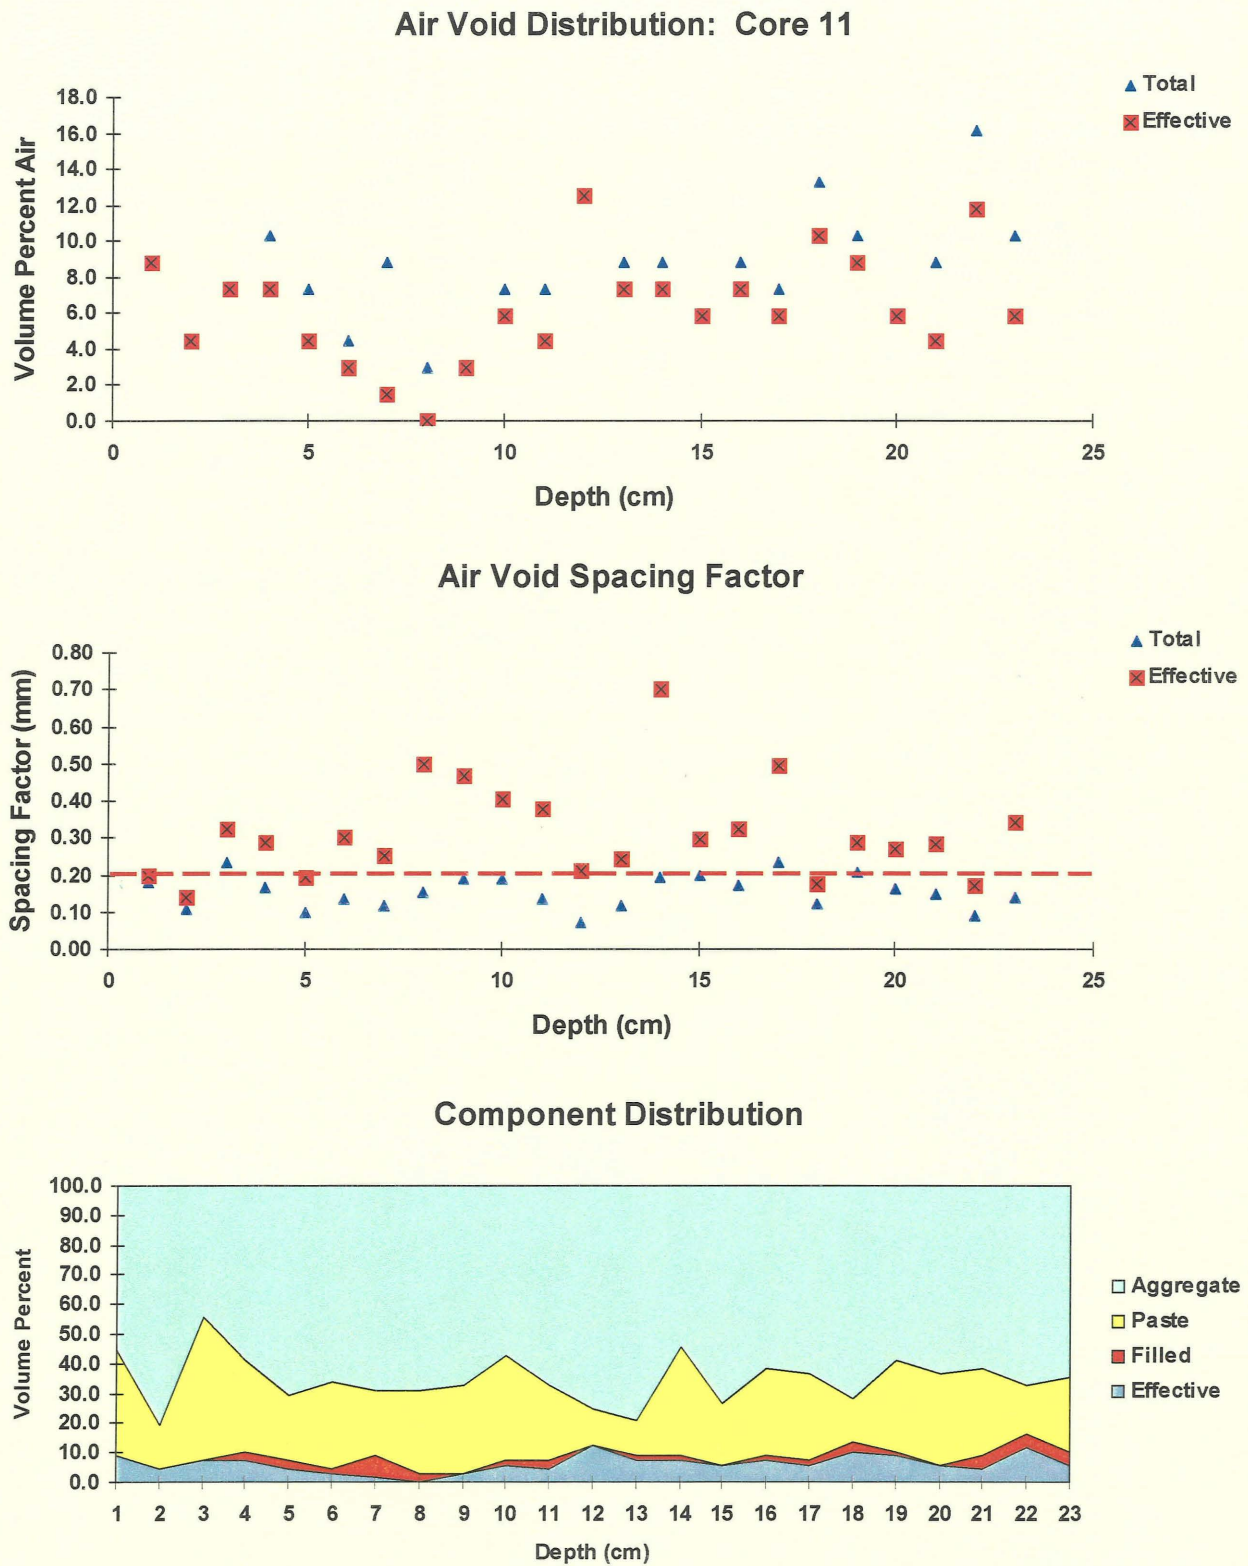 Air Void Distribution: Core 11
Total
Effective
Volume Percent Air
18.0
16.0
14.0
12.0
10.0
8.0
6.0
4.0
2.0
0.0
0 5 10 15 20 25
Depth (cm)
Air Void Spacing Factor
Total
Effective
Spacing Factor (mm)
0.80
0.70
0.60
0.50
0.40
0.30
0.20
0.10
0.00
0 5 10 15 20 25
Depth (cm)
Component Distribution
Volume Percent
100.0
90.0
80.0
70.0
60.0
50.0
40.0
30.0
20.0
10.0
0.0
Aggregate
Paste
Filled
Effective
1 2 3 4 5 6 7 8 9 10 11 12 13 14 15 16 17 18 19 20 21 22 23
Depth (cm)